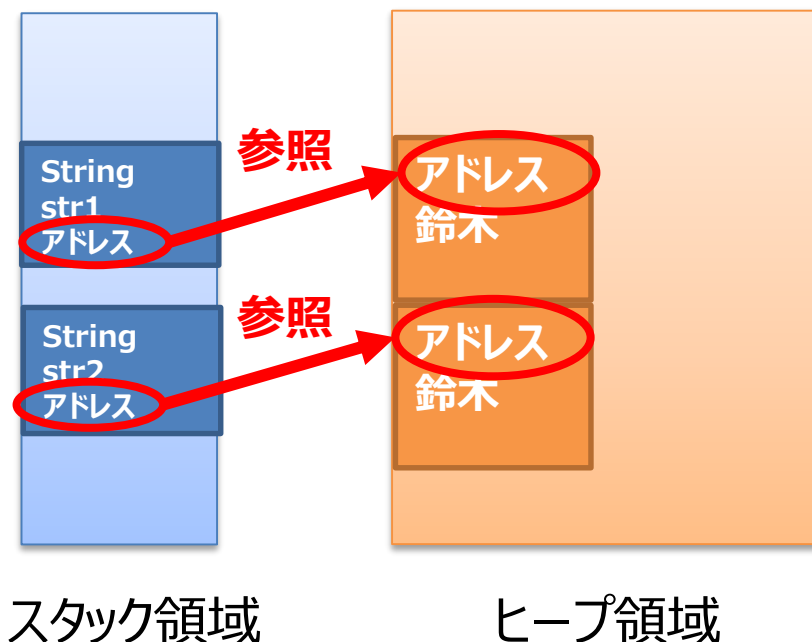 参照
String
str1
アドレス
アドレス
鈴木
参照
String
str2
アドレス
アドレス
鈴木
スタック領域
ヒープ領域